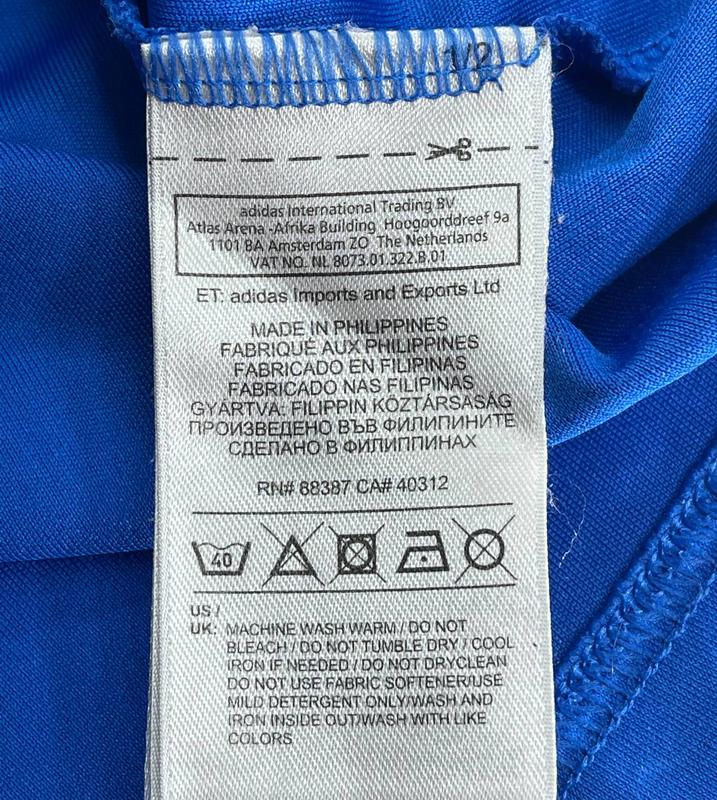 1/2
adidas International Trading BV
Atlas Arena -Afrika Building Hoogoorddreef 9a
1101 BA Amsterdam ZO The Netherlands
VAT NO. NL 8073.01.322.B.01
ET: adidas Imports and Exports Ltd
MADE IN PHILIPPINES
FABRIQUÉ AUX PHILIPPINES
FABRICADO EN FILIPINAS
FABRICADO NAS FILIPINAS
GYÁRTVA: FILIPPIN KÖZTÁRSASÁG
ПРОИЗВЕДЕНО ВЪВ ФИЛИПИНИТЕ
СДЕЛАНО В ФИЛИППИНАХ
RN# 88387 CA# 40312
40
US /
UK: MACHINE WASH WARM / DO NOT
BLEACH / DO NOT TUMBLE DRY / COOL
IRON IF NEEDED / DO NOT DRYCLEAN
DO NOT USE FABRIC SOFTENER/USE
MILD DETERGENT ONLY/WASH AND
IRON INSIDE OUT/WASH WITH LIKE
COLORS